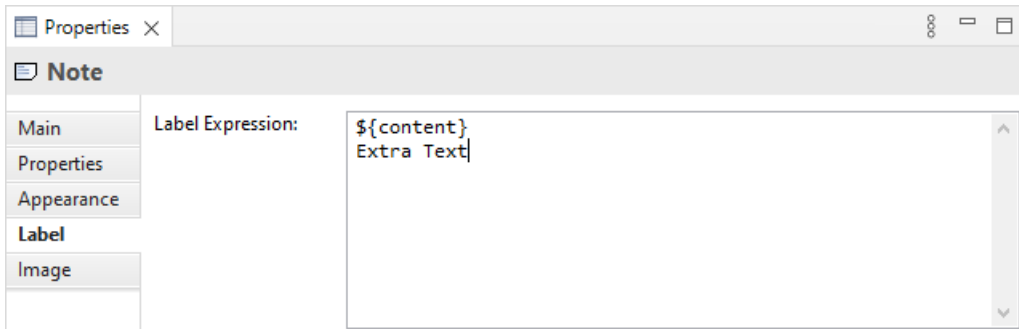 Properties
Note
Main
Label Expression:
${content}
Extra Text
Properties
Appearance
Label
Image